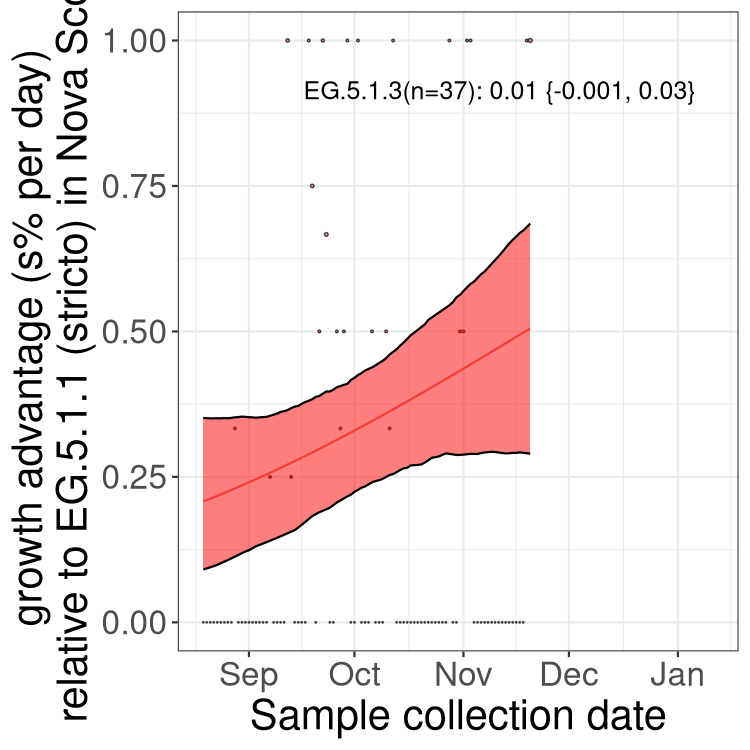 growth advantage (s% per day)
relative to EG.5.1.1 (stricto) in Nova
1.00
0.75
0.50
0.25
0.00
EG.5.1.3(n=37): 0.01 {-0.001, 0.03}
Sep Oct Nov Dec Jan
Sample collection date